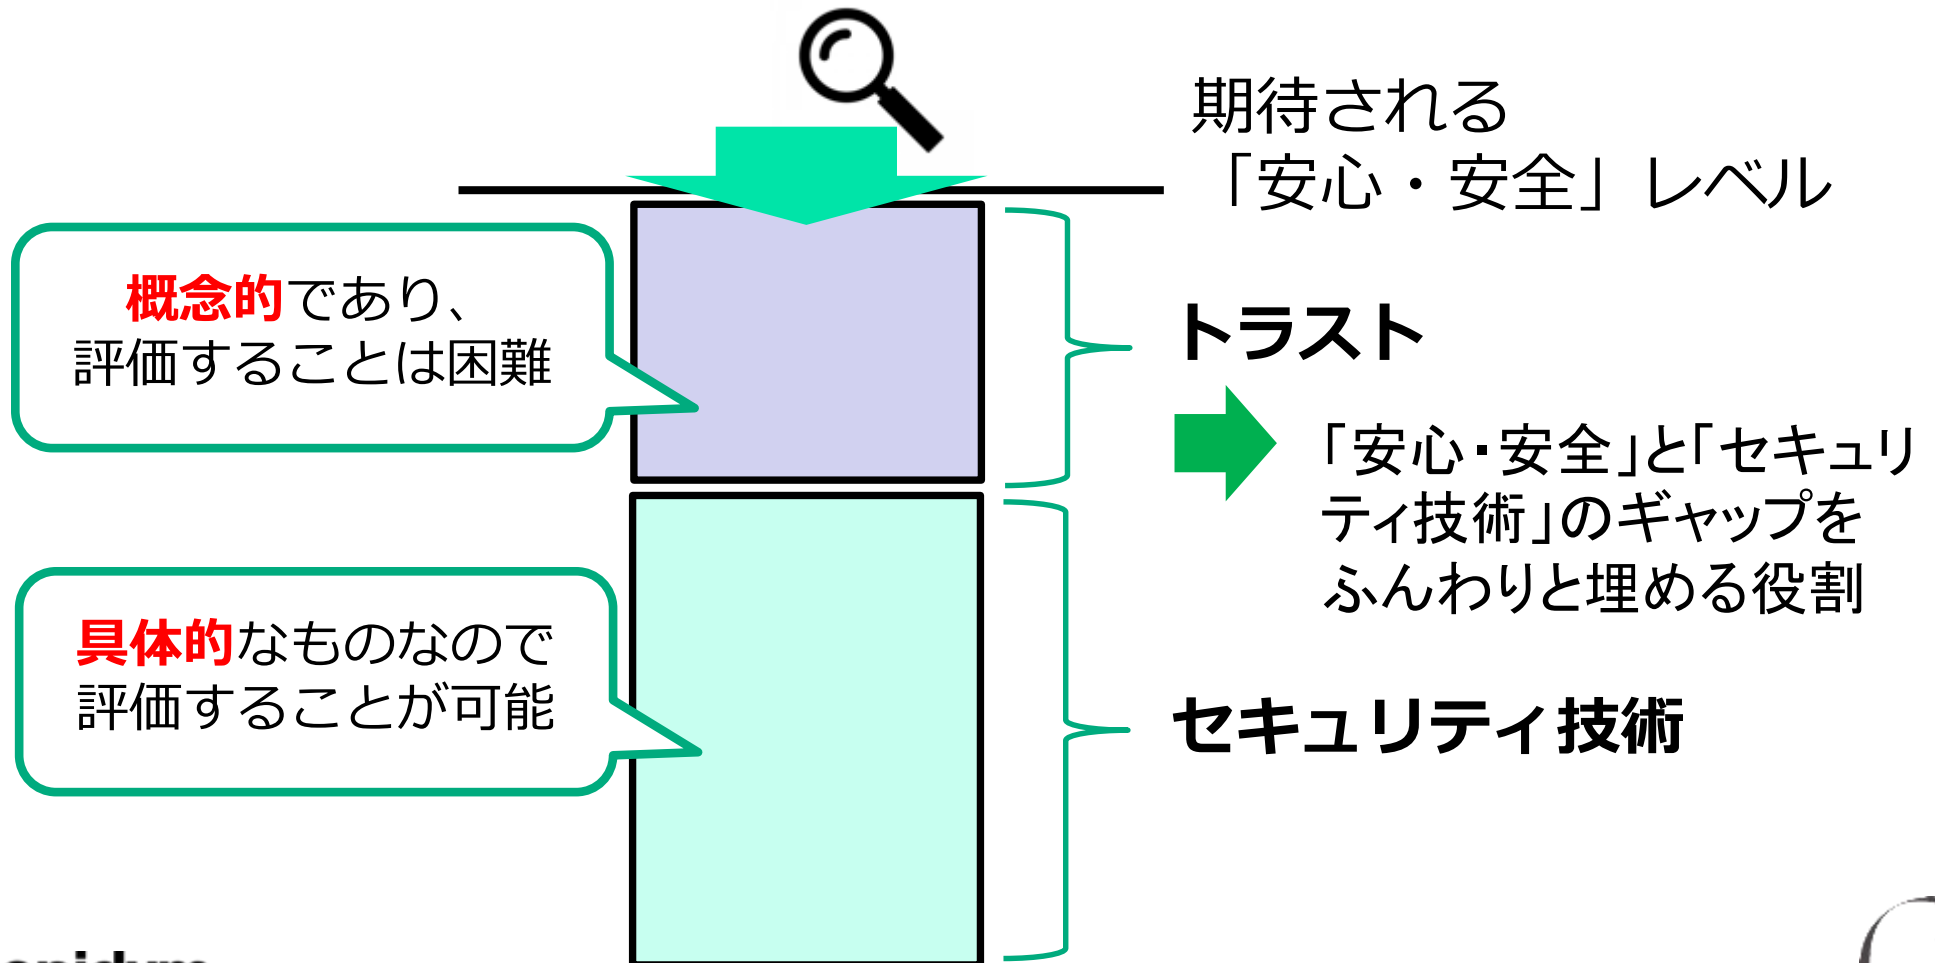 期待される
「安心・安全」レベル
概念的であり、
評価することは困難
トラスト
「安心・安全」と「セキュリ
ティ技術」のギャップを
ふんわりと埋める役割
具体的なものなので
評価することが可能
セキュリティ技術